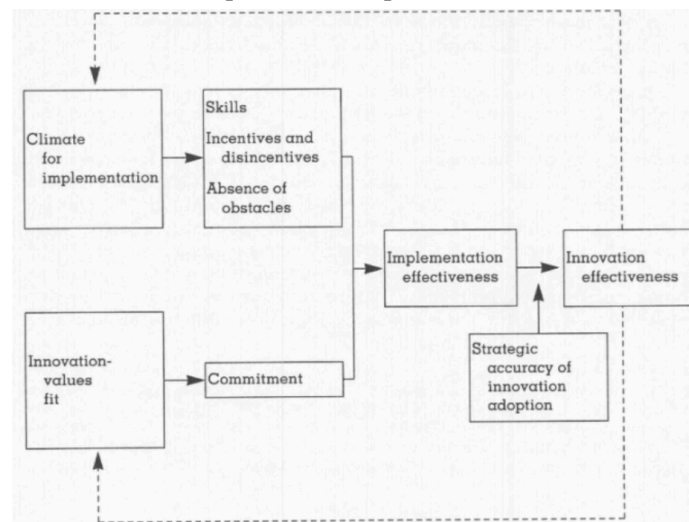 Skills
Incentives and
disincentives
Absence of
obstacles
Climate
for
implementation
Implementation
effectiveness
Innovation
effectiveness
Innovation-
values
fit
Commitment
Strategic
accuracy of
innovation
adoption